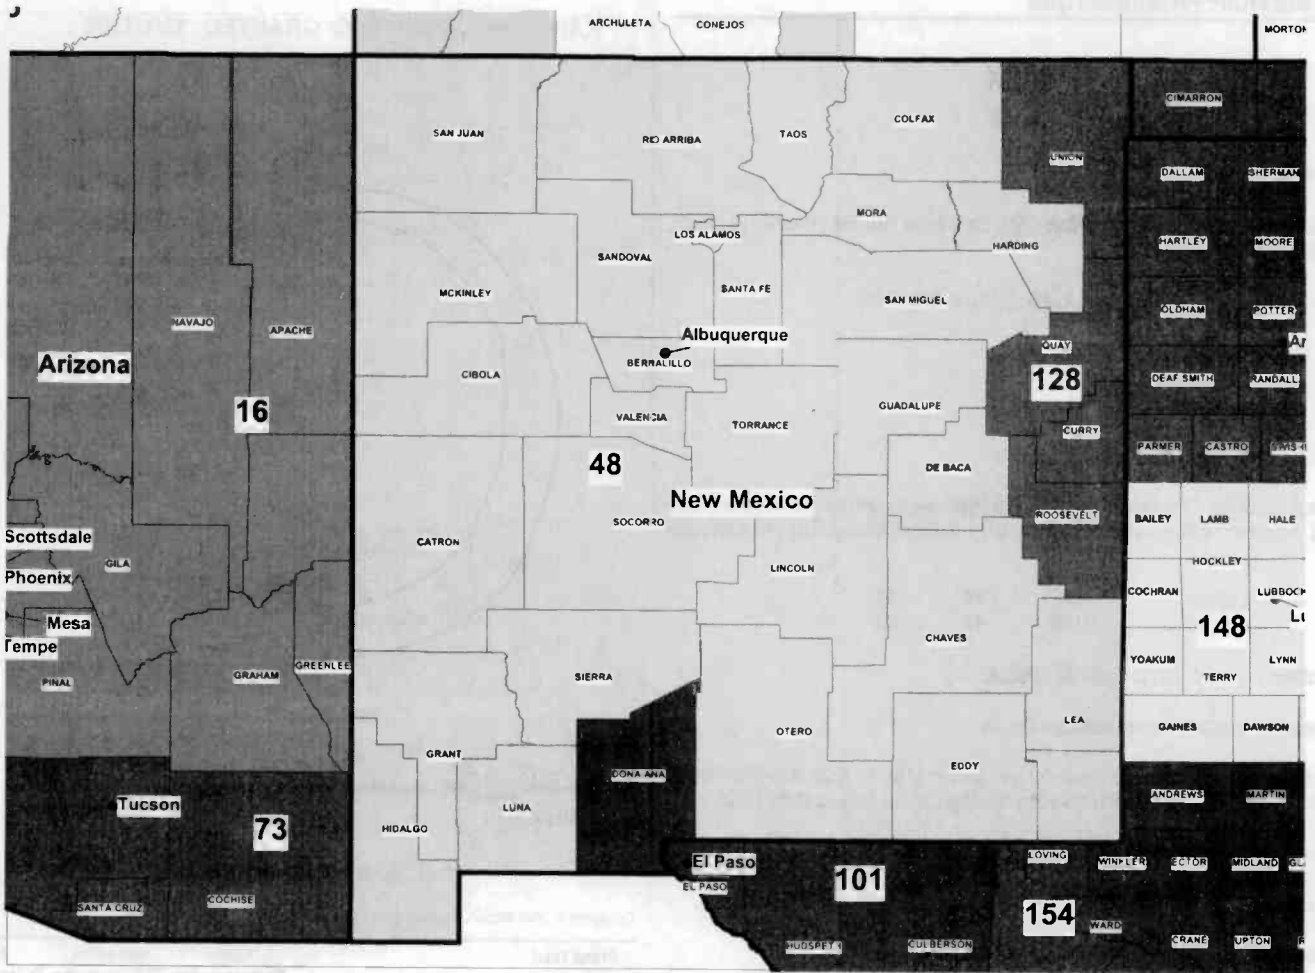 ARCHULETA
CONEJOS
MORTON
CIMARRON
SAN JUAN
RIO ARRIBA
TAOS
COLFAX
UNION
DALLAM
SHERMAN
MORA
LOS ALAMOS
HARDING
HARTLEY
MOORE
SANDOVAL
MCKINLEY
SANTA FE
SAN MIGUEL
OLDHAM
POTTER
NAVAJO
APACHE
Albuquerque
QUAY
Arizona
BERNALILLO
CIBOLA
128
DEAF SMITH
RANDALL
16
VALENCIA
TORRANCE
GUADALUPE
CURRY
PARMER
CASTRO
48
DE BACA
New Mexico
SOCORRO
ROOSEVELT
BAILEY
LAMB
HALE
Scottsdale
CATRON
GILA
LINCOLN
HOCKLEY
Phoenix
COCHRAN
LUBBOCK
Mesa
148
Lu
Tempe
CHAVES
YOAKUM
LYNN
GREENLEE
GRAHAM
SIERRA
TERRY
PINAL
LEA
GAINES
DAWSON
OTERO
GRANT
EDDY
DONA ANA
Tucson
LUNA
ANDREWS
MARTIN
73
HIDALGO
El Paso
LOVING
WINKLER
ECTOR
MIDLAND
GL
EL PASO
101
SANTA CRUZ
COCHISE
154
WARD
HUDSPETH
CULBERSON
CRANE
UPTON